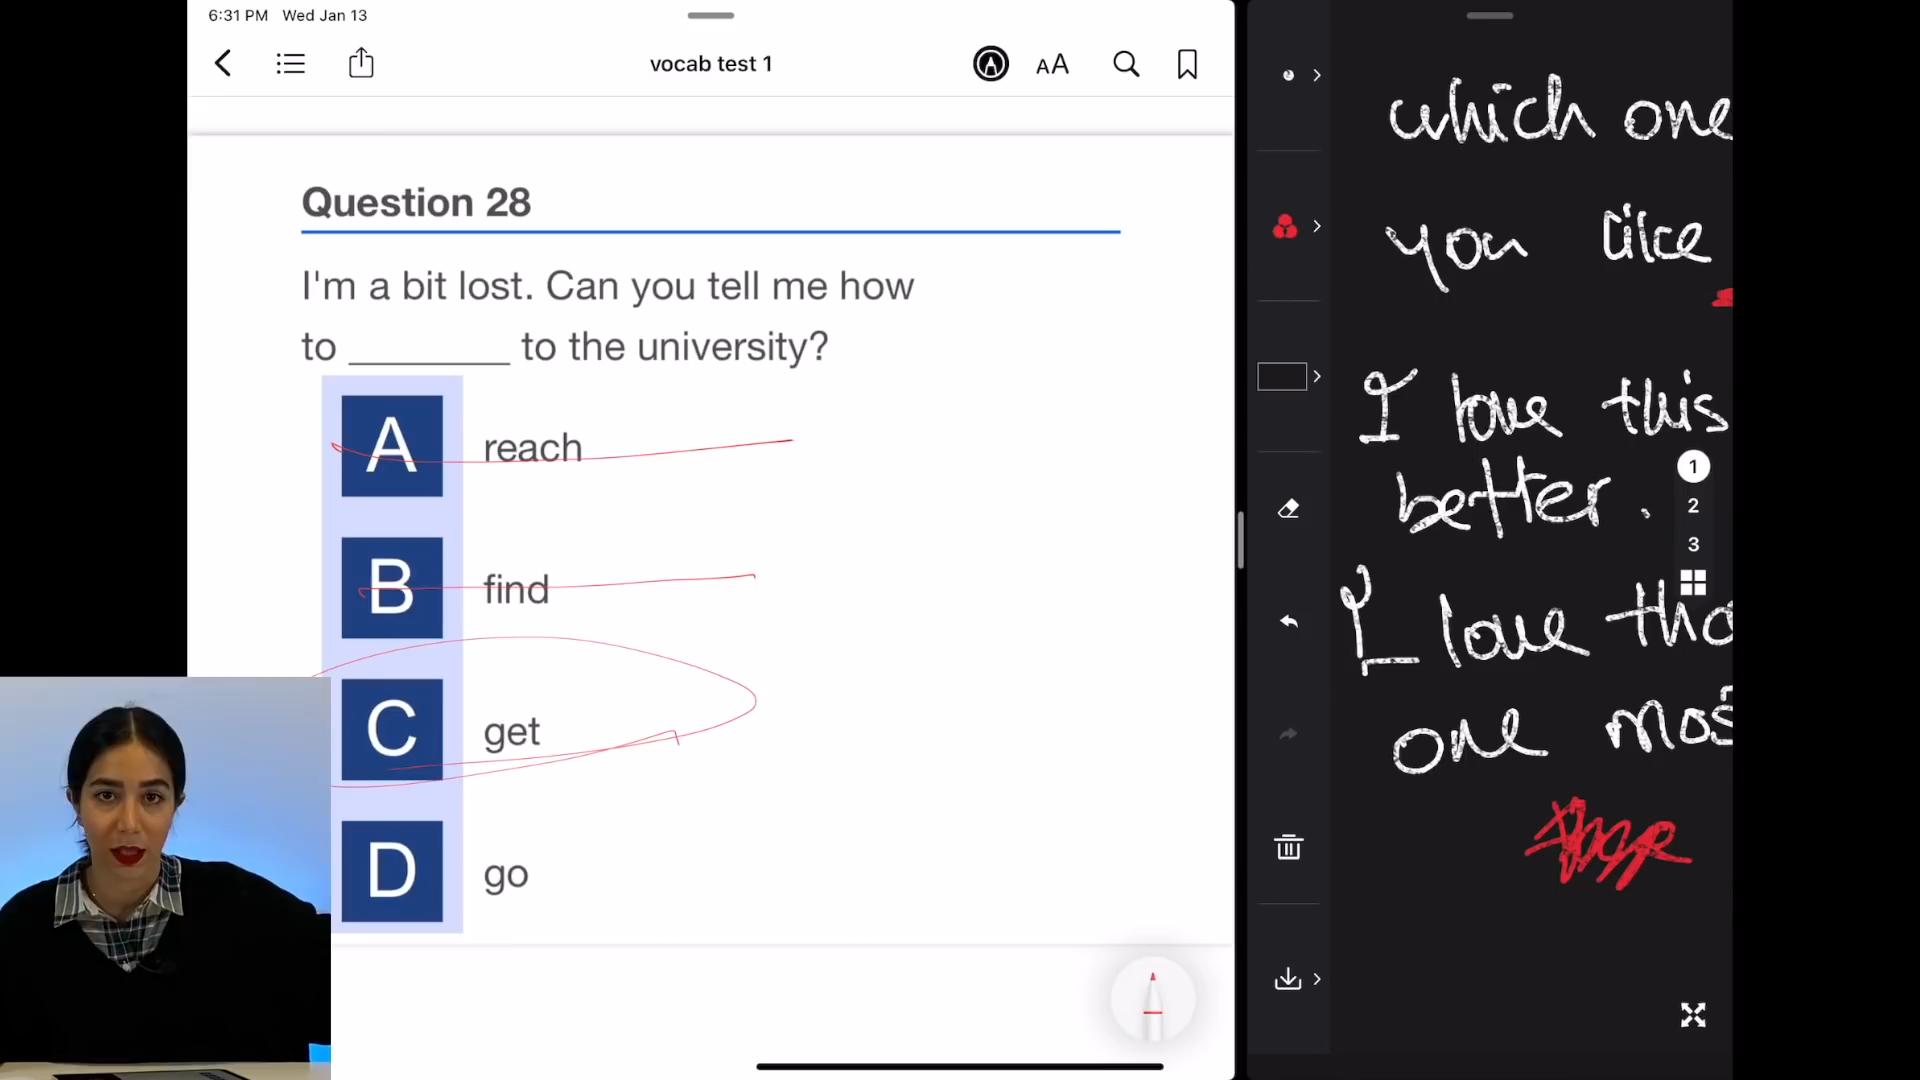 6:31 PM Wed Jan 13
vocab test 1
AA
Question 28
I'm a bit lost. Can you tell me how
to ________ to the university?
A reach
B find
C get
D go
which one
you like
I love this
better.
I love tho
one mos
1
2
3